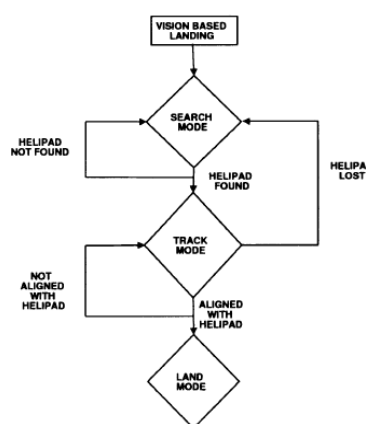 VISION BASED
LANDING
SEARCH
MODE
HELIPAD
NOT FOUND
HELIPAD
FOUND
HELIPA
LOST
TRACK
MODE
NOT
ALIGNED
WITH
HELIPAD
ALIGNED
WITH
HELIPAD
LAND
MODE